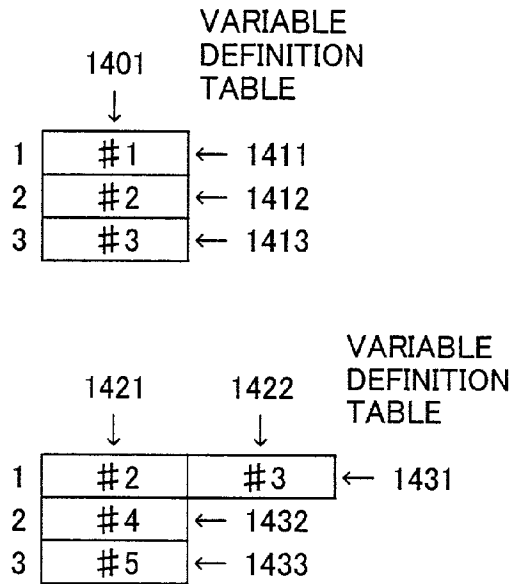 VARIABLE
DEFINITION
TABLE
1401
↓
1 #1 ← 1411
2 #2 ← 1412
3 #3 ← 1413
VARIABLE
DEFINITION
TABLE
1421 1422
↓ ↓
1 #2 #3 ← 1431
2 #4 ← 1432
3 #5 ← 1433